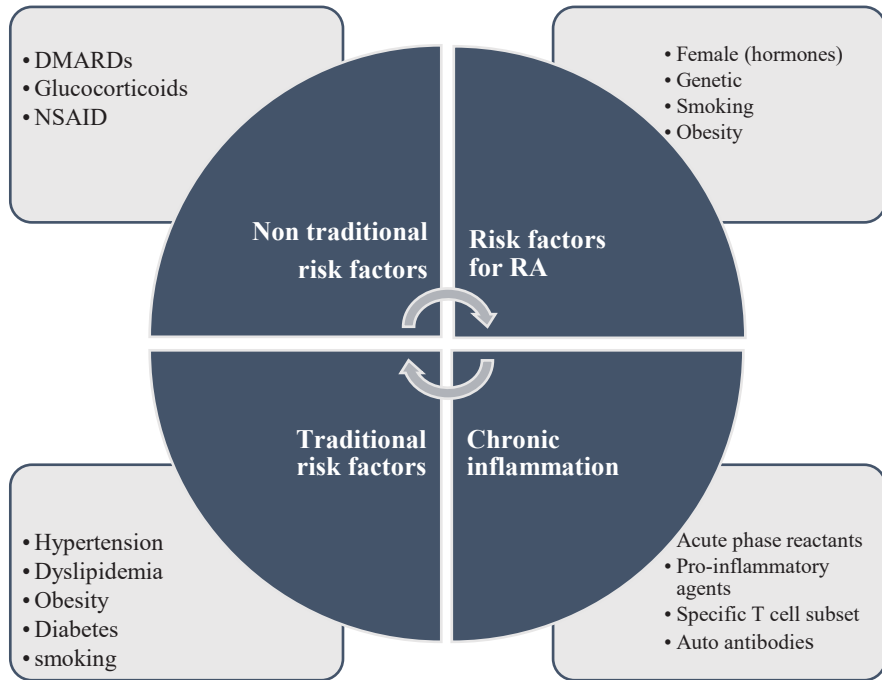 • DMARDs
• Glucocorticoids
• NSAID
• Female (hormones)
• Genetic
• Smoking
• Obesity
Non traditional
risk factors
Risk factors
for RA
Traditional
risk factors
Chronic
inflammation
• Hypertension
• Dyslipidemia
• Obesity
• Diabetes
• smoking
Acute phase reactants
• Pro-inflammatory
agents
• Specific T cell subset
• Auto antibodies